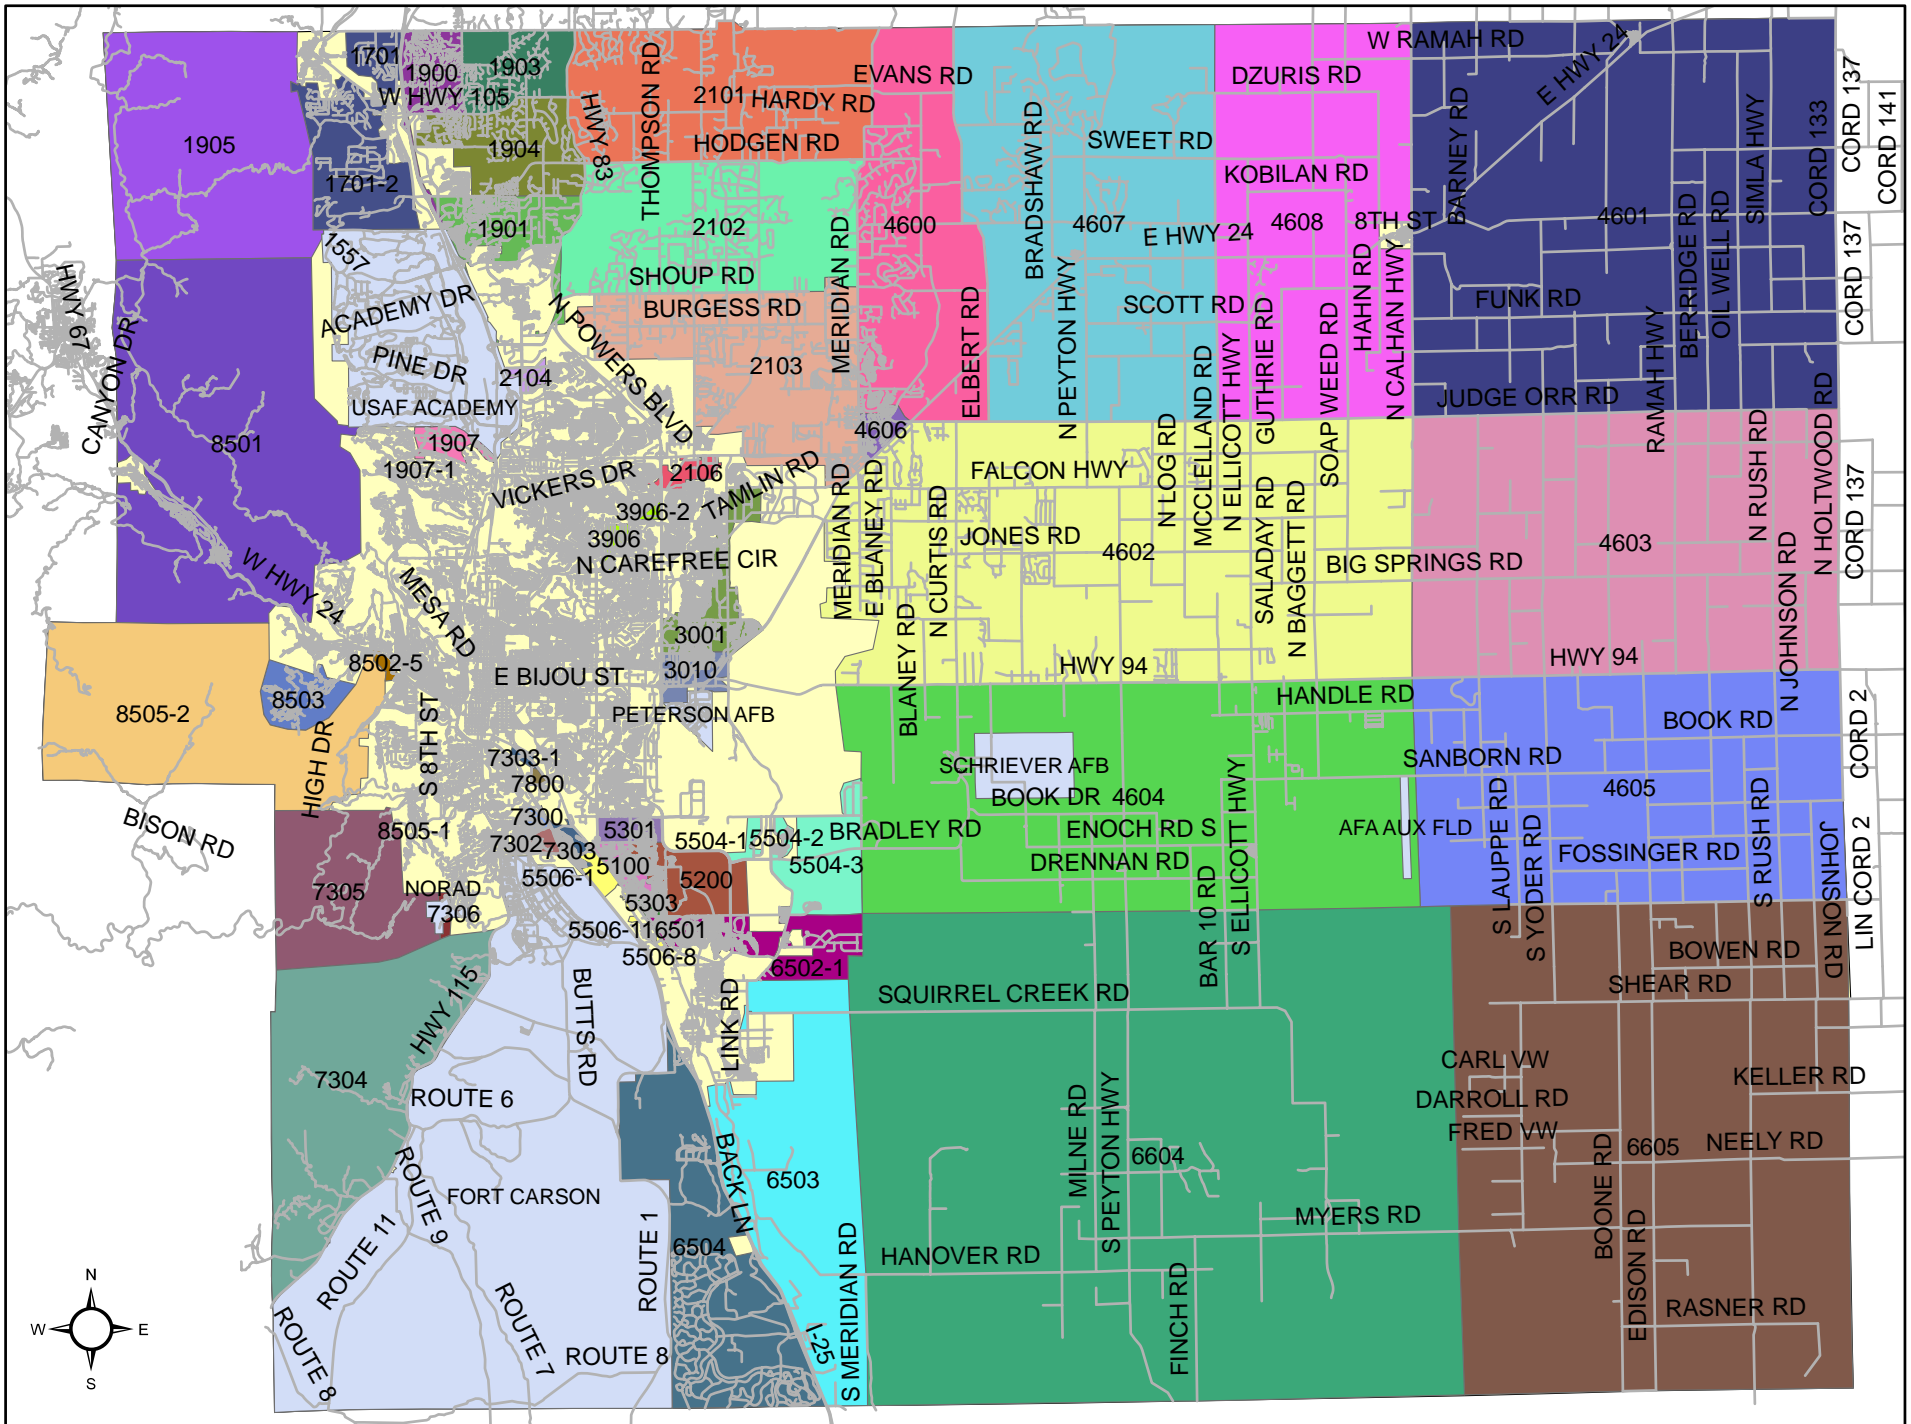 W RAMAH RD
E HWY 24
1701
1900
1903
THOMPSON RD
EVANS RD
DZURIS RD
CORD 137
CORD 141
W HWY 105
2101
HARDY RD
HWY 83
BARNEY RD
SIMLA HWY
CORD 133
1905
1904
HODGEN RD
BRADSHAW RD
SWEET RD
KOBILAN RD
1701-2
1901
2102
MERIDIAN RD
4600
4607
E HWY 24
4608
8TH ST
4601
BERRIDGE RD
OIL WELL RD
CORD 137
1557
HWY 67
ACADEMY DR
SHOUP RD
BURGESS RD
N POWERS BLVD
ELBERT RD
N PEYTON HWY
SCOTT RD
GUTHRIE RD
SOAP WEED RD
HAHN RD
N CALHAN HWY
FUNK RD
RAMAH HWY
CANYON DR
PINE DR
2104
2103
USAF ACADEMY
MCCLELLAND RD
N ELLICOTT HWY
JUDGE ORR RD
N HOLTWOOD RD
8501
1907
1907-1
4606
VICKERS DR
2106
TAMLIN RD
MERIDIAN RD
E BLANEY RD
FALCON HWY
N LOG RD
SALADAY RD
N BAGGETT RD
N RUSH RD
CORD 137
3906-2
3906
N CAREFREE CIR
N CURTIS RD
JONES RD
4602
BIG SPRINGS RD
4603
N JOHNSON RD
W HWY 24
MESA RD
3001
BLANEY RD
8502-5
E BIJOU ST
3010
HWY 94
HWY 94
8503
8505-2
HIGH DR
S 8TH ST
PETERSON AFB
HANDLE RD
BOOK RD
CORD 2
7303-1
7800
SCHRIEVER AFB
BOOK DR
4604
S ELLICOTT HWY
SANBORN RD
4605
S LAUPPE RD
S YODER RD
S RUSH RD
BISON RD
8505-1
7300
7302
7303
5301
5504-1
5504-2
BRADLEY RD
ENOCH RD S
AFA AUX FLD
FOSSINGER RD
JOHNSON RD
LIN CORD 2
7305
NORAD
7306
5506-1
5100
5200
5303
5504-3
DRENNAN RD
BAR 10 RD
5506-11
6501
5506-8
6502-1
BOWEN RD
SHEAR RD
HWY 115
BUTTS RD
LINK RD
SQUIRREL CREEK RD
7304
ROUTE 6
CARL VW
DARROLL RD
FRED VW
KELLER RD
MILNE RD
S PEYTON HWY
6604
BOONE RD
6605
NEELY RD
ROUTE 9
FORT CARSON
BACK LN
6503
ROUTE 11
ROUTE 1
6504
S MERIDIAN RD
HANOVER RD
MYERS RD
EDISON RD
FINCH RD
RASNER RD
N
W
E
S
ROUTE 8
ROUTE 7
ROUTE 8
I-25